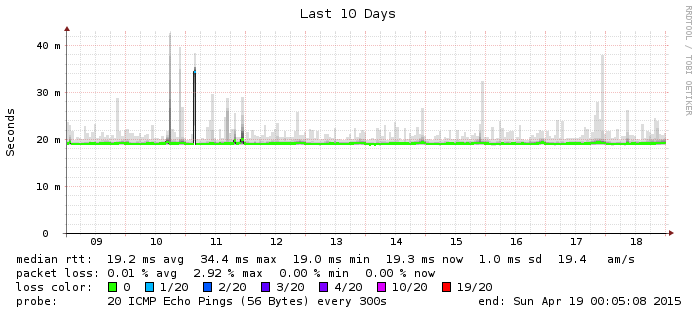 Last 10 Days
RRDTOOL / TOBI OETIKER
Seconds
40 m
30 m
20 m
10 m
0
09 10 11 12 13 14 15 16 17 18
median rtt: 19.2 ms avg 34.4 ms max 19.0 ms min 19.3 ms now 1.0 ms sd 19.4 am/s
packet loss: 0.01 % avg 2.92 % max 0.00 % min 0.00 % now
loss color: 0 1/20 2/20 3/20 4/20 10/20 19/20
probe: 20 ICMP Echo Pings (56 Bytes) every 300s end: Sun Apr 19 00:05:08 2015